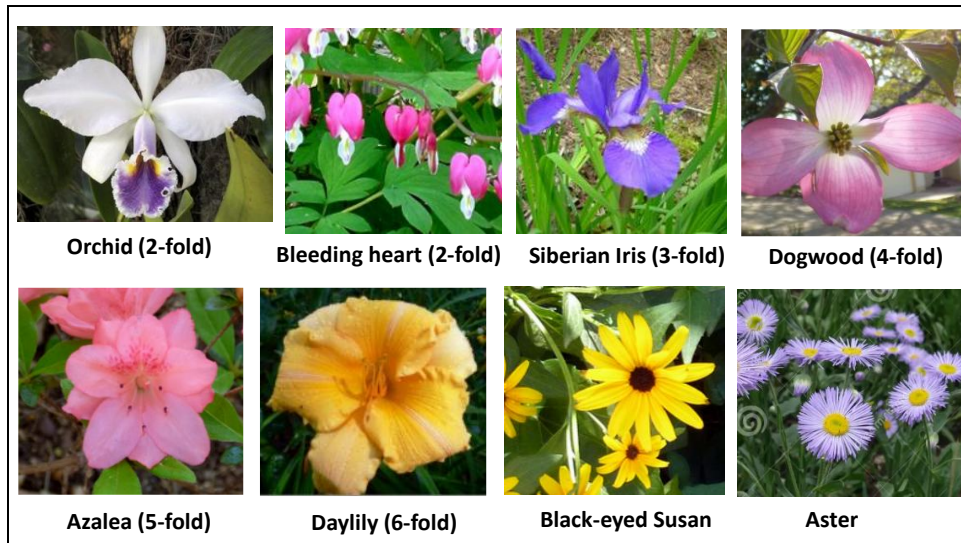 Orchid (2-fold)
Bleeding heart (2-fold)
Siberian Iris (3-fold)
Dogwood (4-fold)
Azalea (5-fold)
Daylily (6-fold)
Black-eyed Susan
Aster